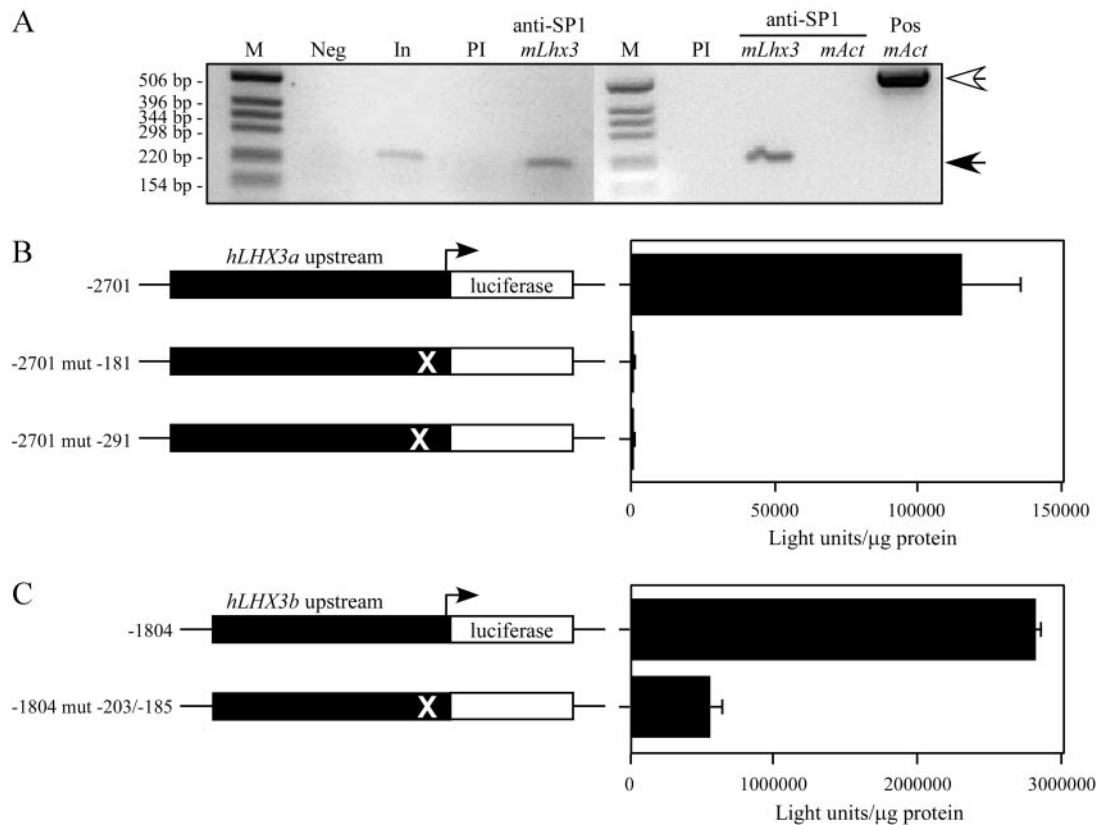 A
anti-SP1
anti-SP1
Pos
M Neg In PI mLhx3 M PI mLhx3 mAct mAct
506 bp -
396 bp -
344 bp -
298 bp -
220 bp -
154 bp -
B
hLHX3a upstream
-2701
luciferase
-2701 mut -181
X
-2701 mut -291
X
0 50000 100000 150000
Light units/μg protein
C
hLHX3b upstream
-1804
luciferase
-1804 mut -203/-185
X
0 1000000 2000000 3000000
Light units/μg protein